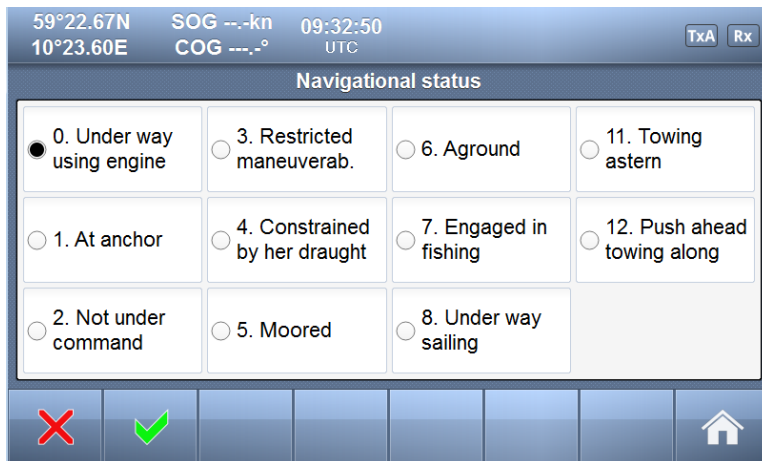 59°22.67N SOG --.-kn 09:32:50
10°23.60E COG ---.-° UTC
TxA Rx
Navigational status
0. Under way
using engine
3. Restricted
maneuverab.
6. Aground
11. Towing
astern
1. At anchor
4. Constrained
by her draught
7. Engaged in
fishing
12. Push ahead
towing along
2. Not under
command
5. Moored
8. Under way
sailing